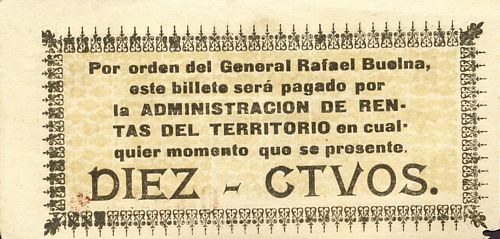 Por orden del General Rafael Buelna,
este billete será pagado por
la ADMINISTRACION DE REN-
TAS DEL TERRITORIO en cual-
quier momento que se presente.
DIEZ - CTVOS.